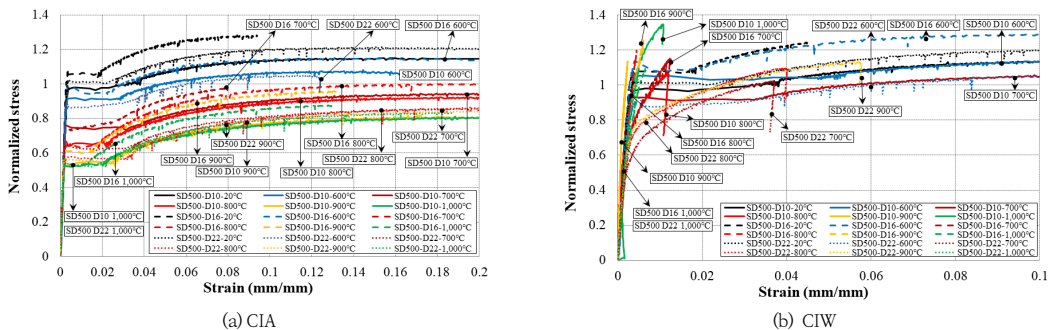 1.4
1.2
1
0.8
0.6
0.4
0.2
0
Normalized stress
SD500 D16 700℃
SD500 D22 600℃
SD500 D16 600℃
SD500 D10 600℃
SD500 D22 700℃
SD500 D16 900℃
SD500 D22 900℃
SD500 D16 800℃
SD500 D22 800℃
SD500 D10 700℃
SD500 D16 1,000℃
SD500 D10 900℃
SD500 D10 800℃
SD500 D10 1,000℃
SD500 D22 1,000℃
SD500-D10-20℃ SD500-D10-600℃ SD500-D10-700℃
SD500-D10-800℃ SD500-D10-900℃ SD500-D10-1,000℃
SD500-D16-20℃ SD500-D16-600℃ SD500-D16-700℃
SD500-D16-800℃ SD500-D16-900℃ SD500-D16-1,000℃
SD500-D22-20℃ SD500-D22-600℃ SD500-D22-700℃
SD500-D22-800℃ SD500-D22-900℃ SD500-D22-1,000℃
0 0.02 0.04 0.06 0.08 0.1 0.12 0.14 0.16 0.18 0.2
Strain (mm/mm)
(a) CIA
1.4
1.2
1
0.8
0.6
0.4
0.2
0
Normalized stress
SD500 D16 900℃
SD500 D10 1,000℃
SD500 D16 700℃
SD500 D22 600℃
SD500 D16 600℃
SD500 D10 600℃
SD500 D10 700℃
SD500 D22 900℃
SD500 D10 800℃
SD500 D16 800℃
SD500 D22 700℃
SD500 D22 800℃
SD500 D10 900℃
SD500 D16 1,000℃
SD500 D22 1,000℃
SD500-D10-20℃ SD500-D10-600℃ SD500-D10-700℃
SD500-D10-800℃ SD500-D10-900℃ SD500-D10-1,000℃
SD500-D16-20℃ SD500-D16-600℃ SD500-D16-700℃
SD500-D16-800℃ SD500-D16-900℃ SD500-D16-1,000℃
SD500-D22-20℃ SD500-D22-600℃ SD500-D22-700℃
SD500-D22-800℃ SD500-D22-900℃ SD500-D22-1,000℃
0 0.02 0.04 0.06 0.08 0.1
Strain (mm/mm)
(b) CIW